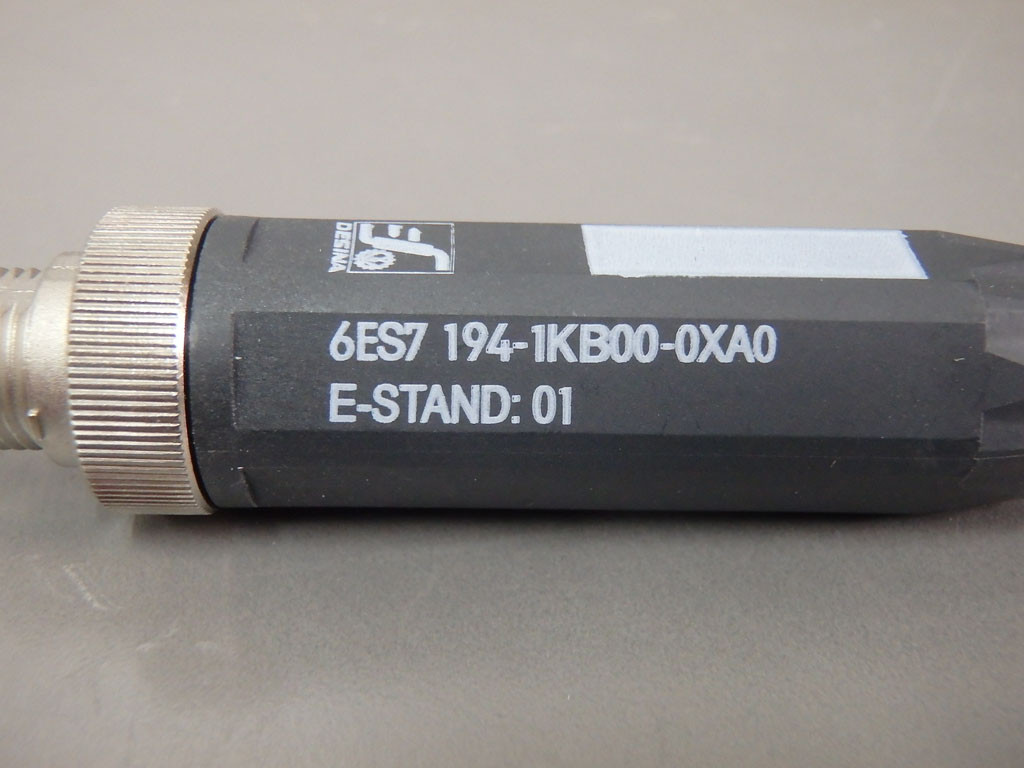 DESINA
6ES7 194-1KB00-0XA0
E-STAND: 01